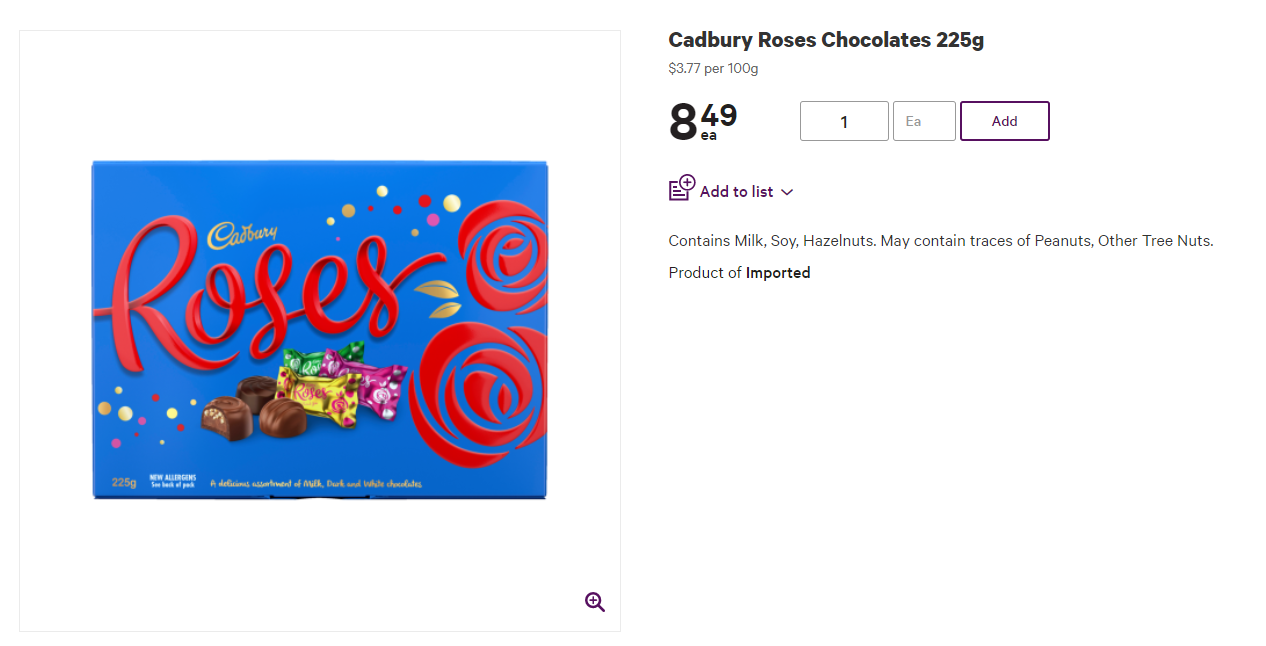 Cadbury Roses Chocolates 225g
$3.77 per 100g
8 49
ea
1
Ea
Add
Add to list
Contains Milk, Soy, Hazelnuts. May contain traces of Peanuts, Other Tree Nuts.
Product of Imported
Cadbury
Roses
Roses
225g
NEW ALLERGENS
See back of pack
A delicious assortment of Milk, Dark and White chocolates